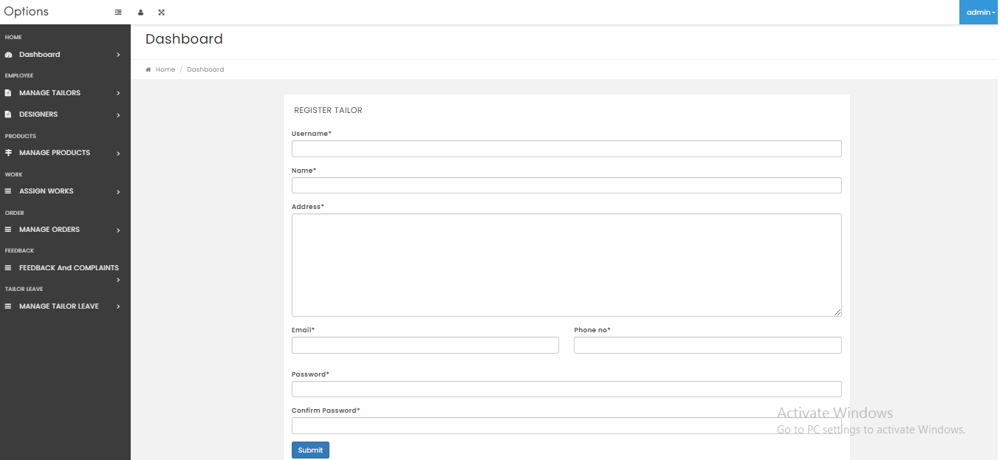 Options
admin
HOME
Dashboard
EMPLOYEE
MANAGE TAILORS
DESIGNERS
PRODUCTS
MANAGE PRODUCTS
WORK
ASSIGN WORKS
ORDER
MANAGE ORDERS
FEEDBACK
FEEDBACK And COMPLAINTS
TAILOR LEAVE
MANAGE TAILOR LEAVE
Dashboard
Home / Dashboard
REGISTER TAILOR
Username*
Name*
Address*
Email* Phone no*
Password*
Confirm Password*
Submit
Activate Windows
Go to PC settings to activate Windows.